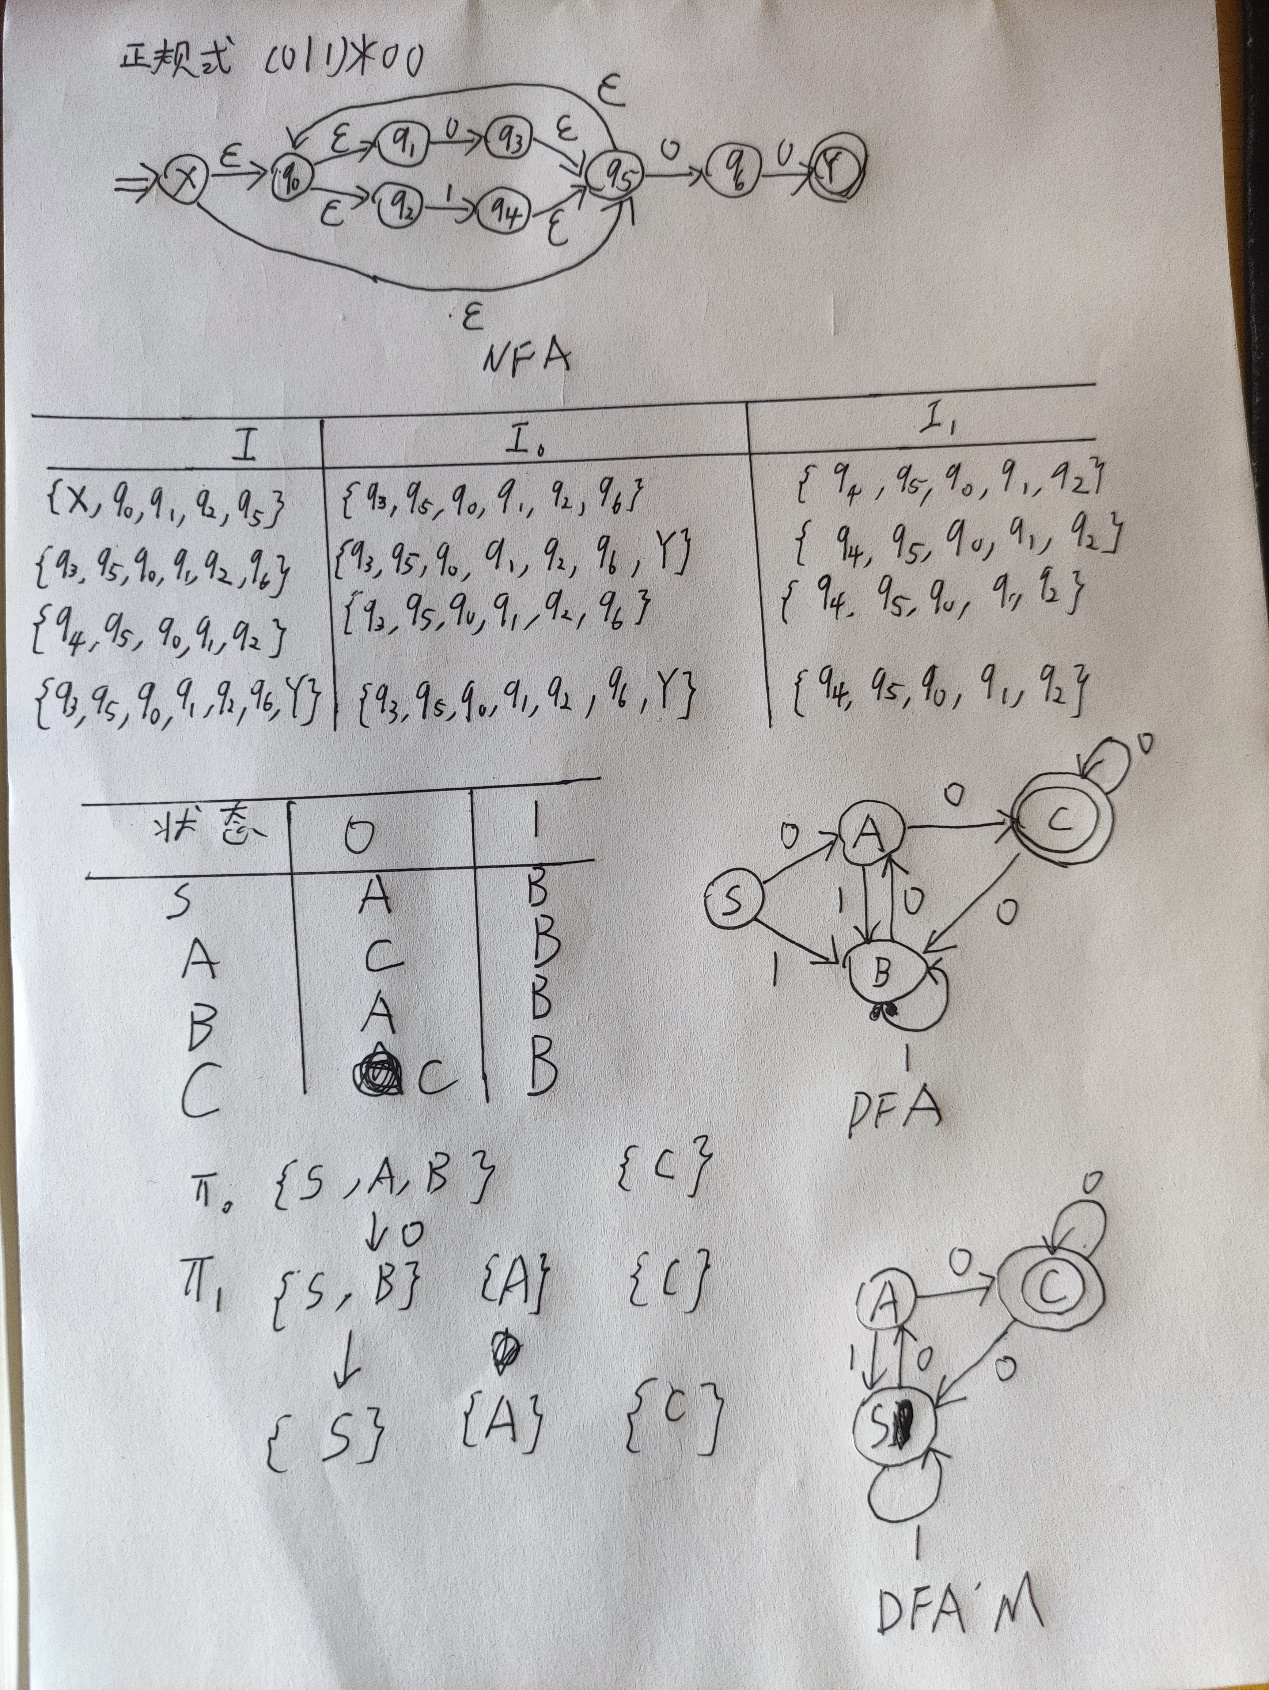 正规式 (0|1)*00
ε
ε ε q1 0 q3 ε
X q0 q5 0 q6 0 Y
ε q2 1 q4 ε
ε
NFA
I I0 I1
{X, q0, q1, q2, q5} {q3, q5, q0, q1, q2, q6} {q4, q5, q0, q1, q2}
{q3, q5, q0, q1, q2, q6} {q3, q5, q0, q1, q2, q6, Y} {q4, q5, q0, q1, q2}
{q4, q5, q0, q1, q2} {q3, q5, q0, q1, q2, q6} {q4, q5, q0, q1, q2}
{q3, q5, q0, q1, q2, q6, Y} {q3, q5, q0, q1, q2, q6, Y} {q4, q5, q0, q1, q2}
状态 0 1
S A B
A C B
B A B
C C B
0
0 A 0 C
S 1 0 0
1 B
1
DFA
π0 {S, A, B} {C}
0
π1 {S, B} {A} {C}
{S} {A} {C}
0
A 0 C
1 0 0
S
1
DFA'M